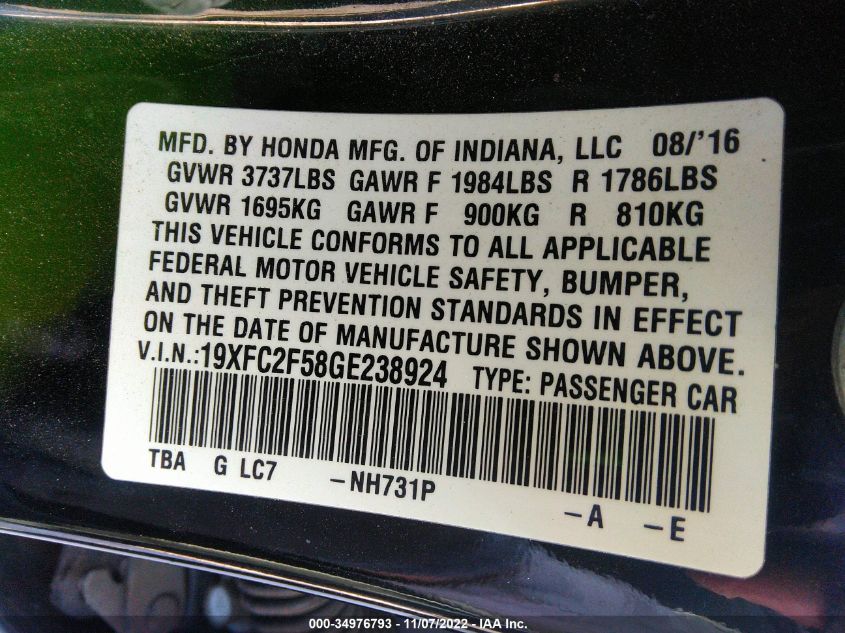 MFD. BY HONDA MFG. OF INDIANA, LLC 08/'16
GVWR 3737LBS GAWR F 1984LBS R 1786LBS
GVWR 1695KG GAWR F 900KG R 810KG
THIS VEHICLE CONFORMS TO ALL APPLICABLE
FEDERAL MOTOR VEHICLE SAFETY, BUMPER,
AND THEFT PREVENTION STANDARDS IN EFFECT
ON THE DATE OF MANUFACTURE SHOWN ABOVE.
V.I.N.:19XFC2F58GE238924 TYPE: PASSENGER CAR
TBA G LC7 -NH731P -A -E
000-34976793 - 11/07/2022 - IAA Inc.